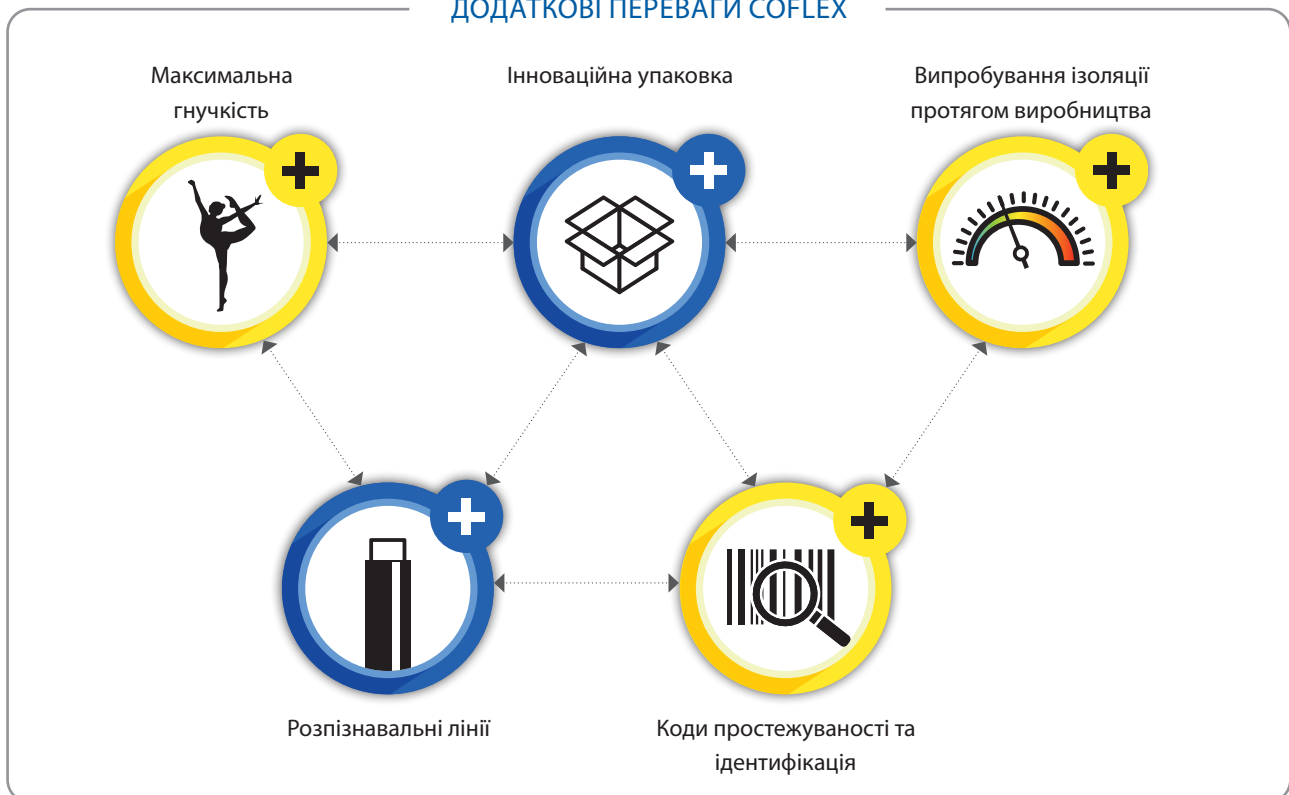 ДОДАТКОВІ ПЕРЕВАГИ COFLEX
Максимальна
гнучкість
Інноваційна упаковка
Випробування ізоляції
протягом виробництва
Розпізнавальні лінії
Коди простежуваності та
ідентифікація